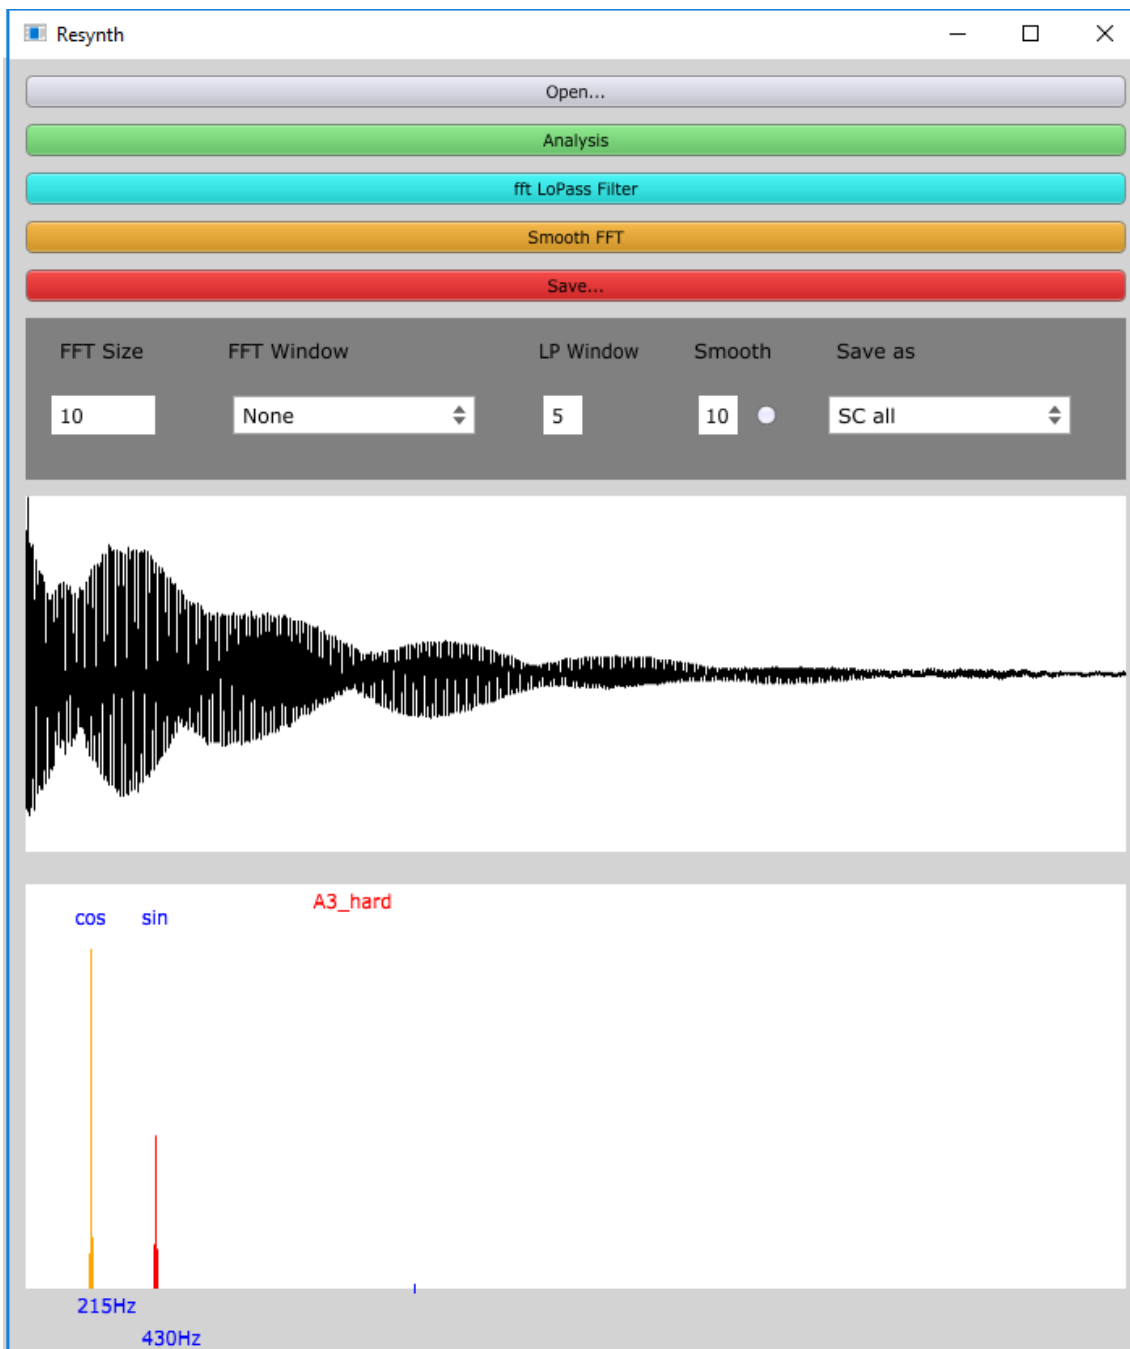 Resynth
Open...
Analysis
fft LoPass Filter
Smooth FFT
Save...
FFT Size FFT Window LP Window Smooth Save as
10 None 5 10 SC all
A3_hard
cos sin
215Hz
430Hz